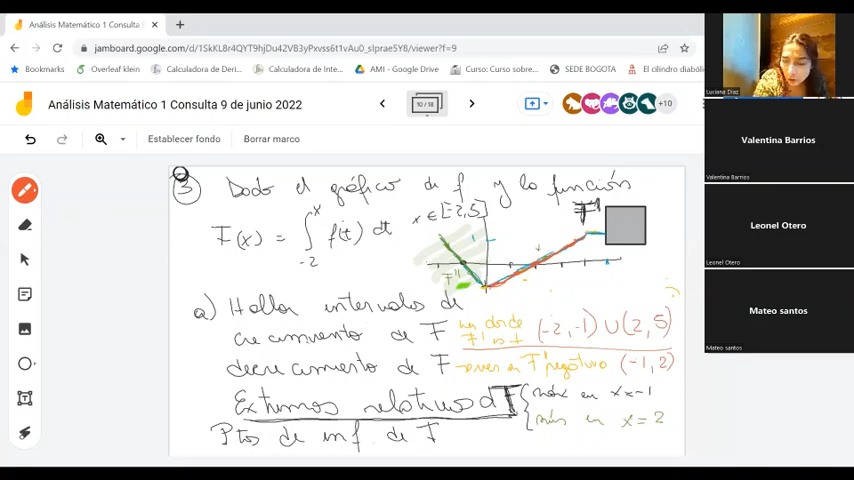 Análisis Matemático 1 Consulta 9
jamboard.google.com/d/1SkKL8r4QYT9hjDu42VB3yPxvss6t1vAu0_slprae5Y8/viewer?f=9
Bookmarks Overleaf klein Calculadora de Deri... Calculadora de Inte... AMI - Google Drive Curso: Curso sobre... SEDE BOGOTA El cilindro diaból
Análisis Matemático 1 Consulta 9 de junio 2022
10/18
+10
Establecer fondo Borrar marco
Luciana Diaz
Valentina Barrios
Valentina Barrios
Leonel Otero
Leonel Otero
Mateo santos
Mateo santos
3 Dado el gráfico de f y la función
F(x) = ∫ -2 x f(t) dt x ∈ [-2,5]
F'
F''
a) Hallar intervalos de
crecimiento de F ver donde F' es + (-2,-1) ∪ (2,5)
decrecimiento de F F' negativo (-1,2)
Extremos relativos d F { máx en x=-1
mín en x=2
Ptos de inf. de F